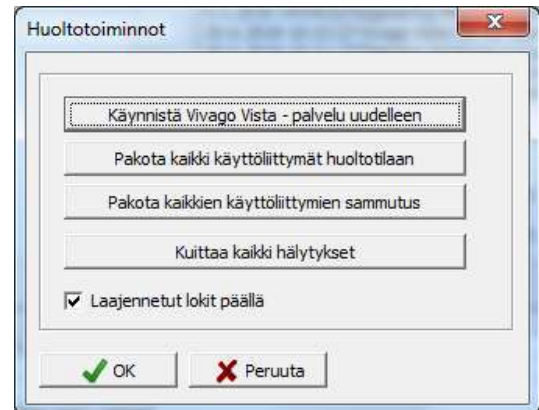 Huoltotoiminnot
Käynnistä Vivago Vista - palvelu uudelleen
Pakota kaikki käyttöliittymät huoltotilaan
Pakota kaikkien käyttöliittymien sammutus
Kuittaa kaikki hälytykset
Laajennetut lokit päällä
OK
Peruuta